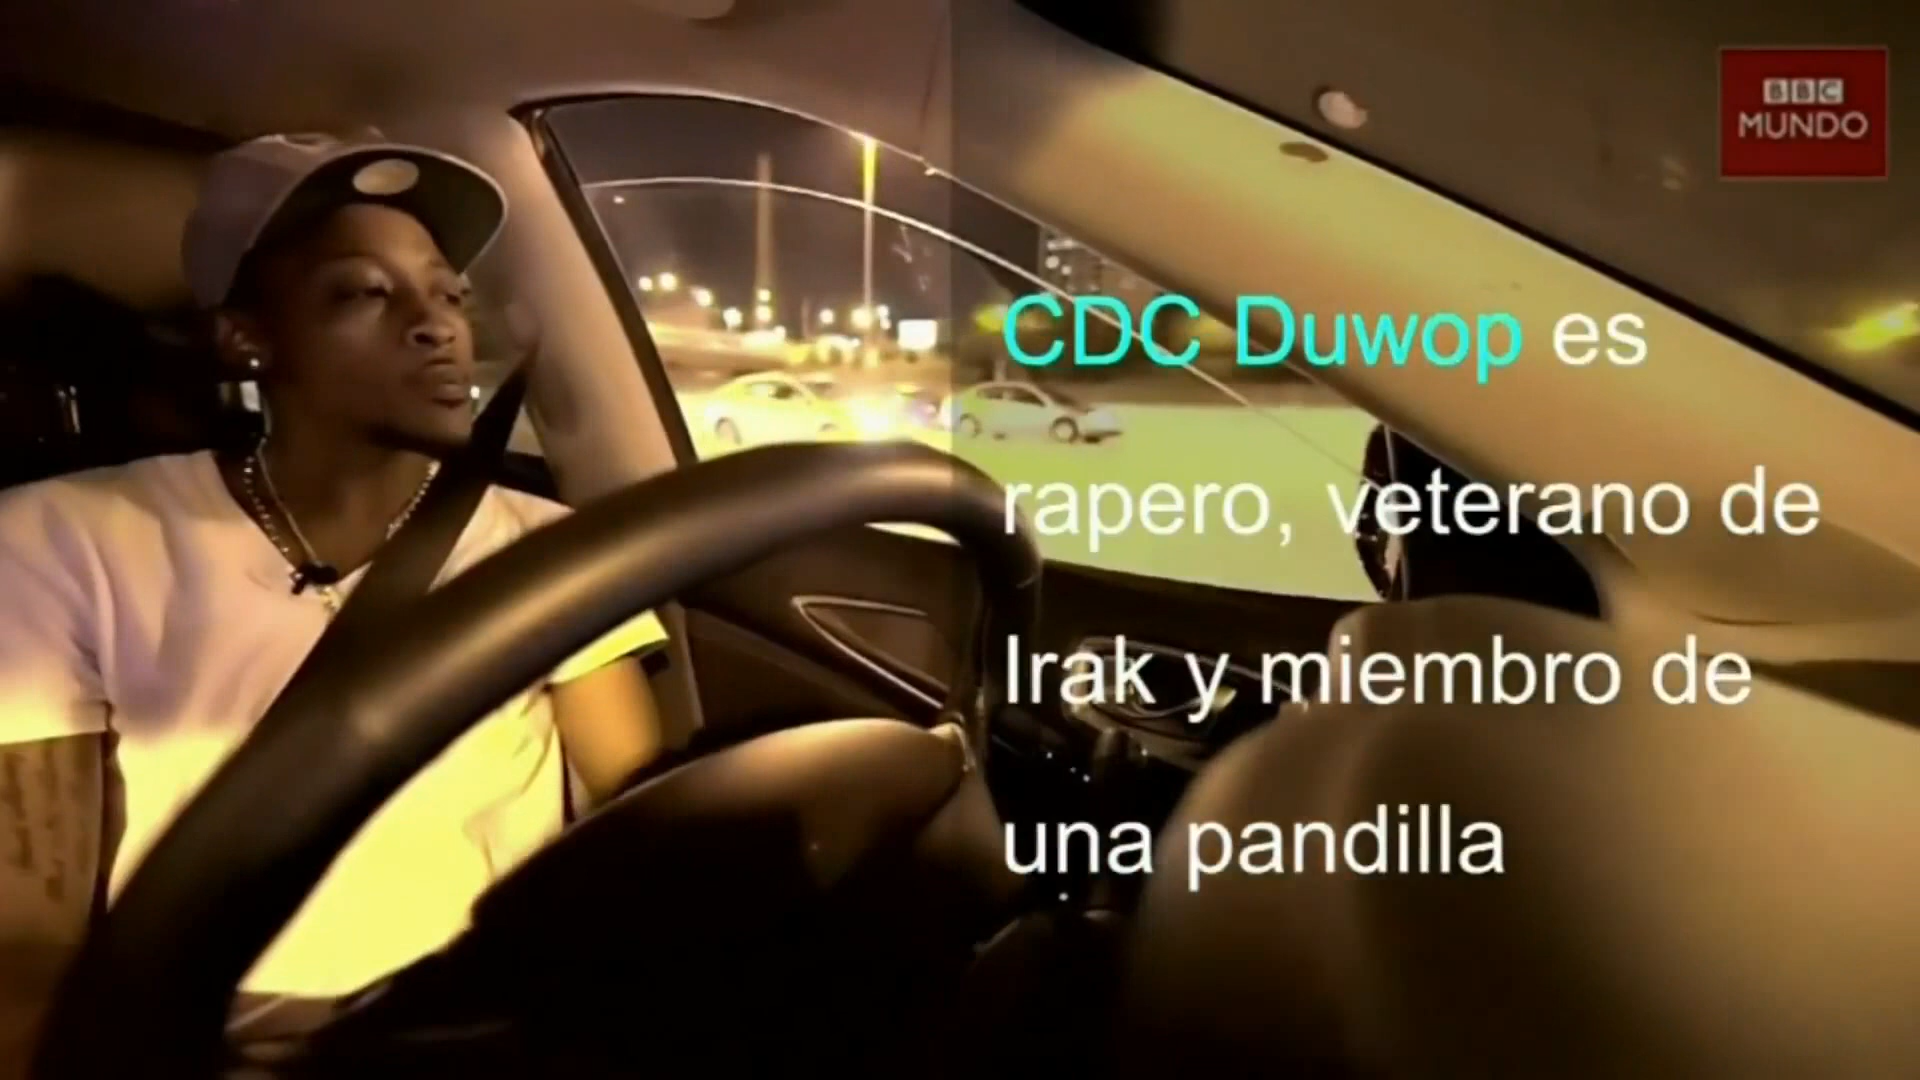 BBC
MUNDO
CDC Duwop es
rapero, veterano de
Irak y miembro de
una pandilla